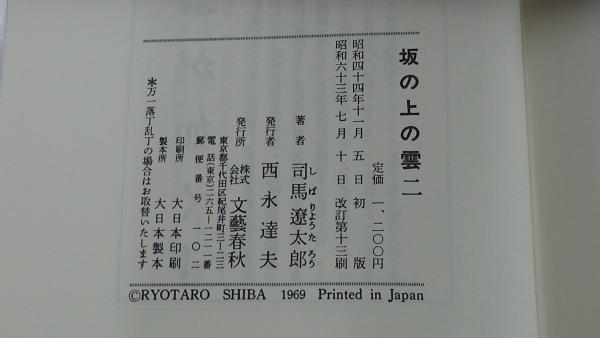 坂の上の雲 二
定価 一、二〇〇円
昭和四十四年十一月 五 日 初 版
昭和六十三年 七 月 十 日 改訂第十三刷
しばりようたろう
著者 司馬遼太郎
発行者 西永達夫
発行所 株式会社 文藝春秋
東京都千代田区紀尾井町三―二三
電話(東京)二六五―一二一一番
郵便番号 一〇二
印刷所 大日本印刷
製本所 大日本製本
＊万一落丁乱丁の場合はお取替いたします
©RYOTARO SHIBA 1969 Printed in Japan